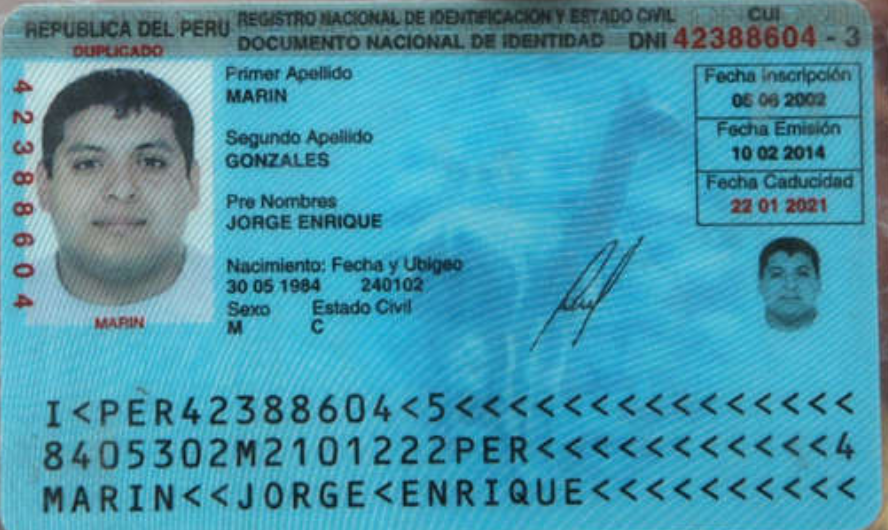 REPUBLICA DEL PERU
DUPLICADO
REGISTRO NACIONAL DE IDENTIFICACION Y ESTADO CIVIL
DOCUMENTO NACIONAL DE IDENTIDAD
CUI
DNI 42388604 - 3
42388604
MARIN
Primer Apellido
MARIN
Segundo Apellido
GONZALES
Pre Nombres
JORGE ENRIQUE
Nacimiento: Fecha y Ubigeo
30 05 1984 240102
Sexo Estado Civil
M C
Fecha Inscripción
05 06 2002
Fecha Emisión
10 02 2014
Fecha Caducidad
22 01 2021
I<PER42388604<5<<<<<<<<<<<<<<<
8405302M2101222PER<<<<<<<<<<<4
MARIN<<JORGE<ENRIQUE<<<<<<<<<<